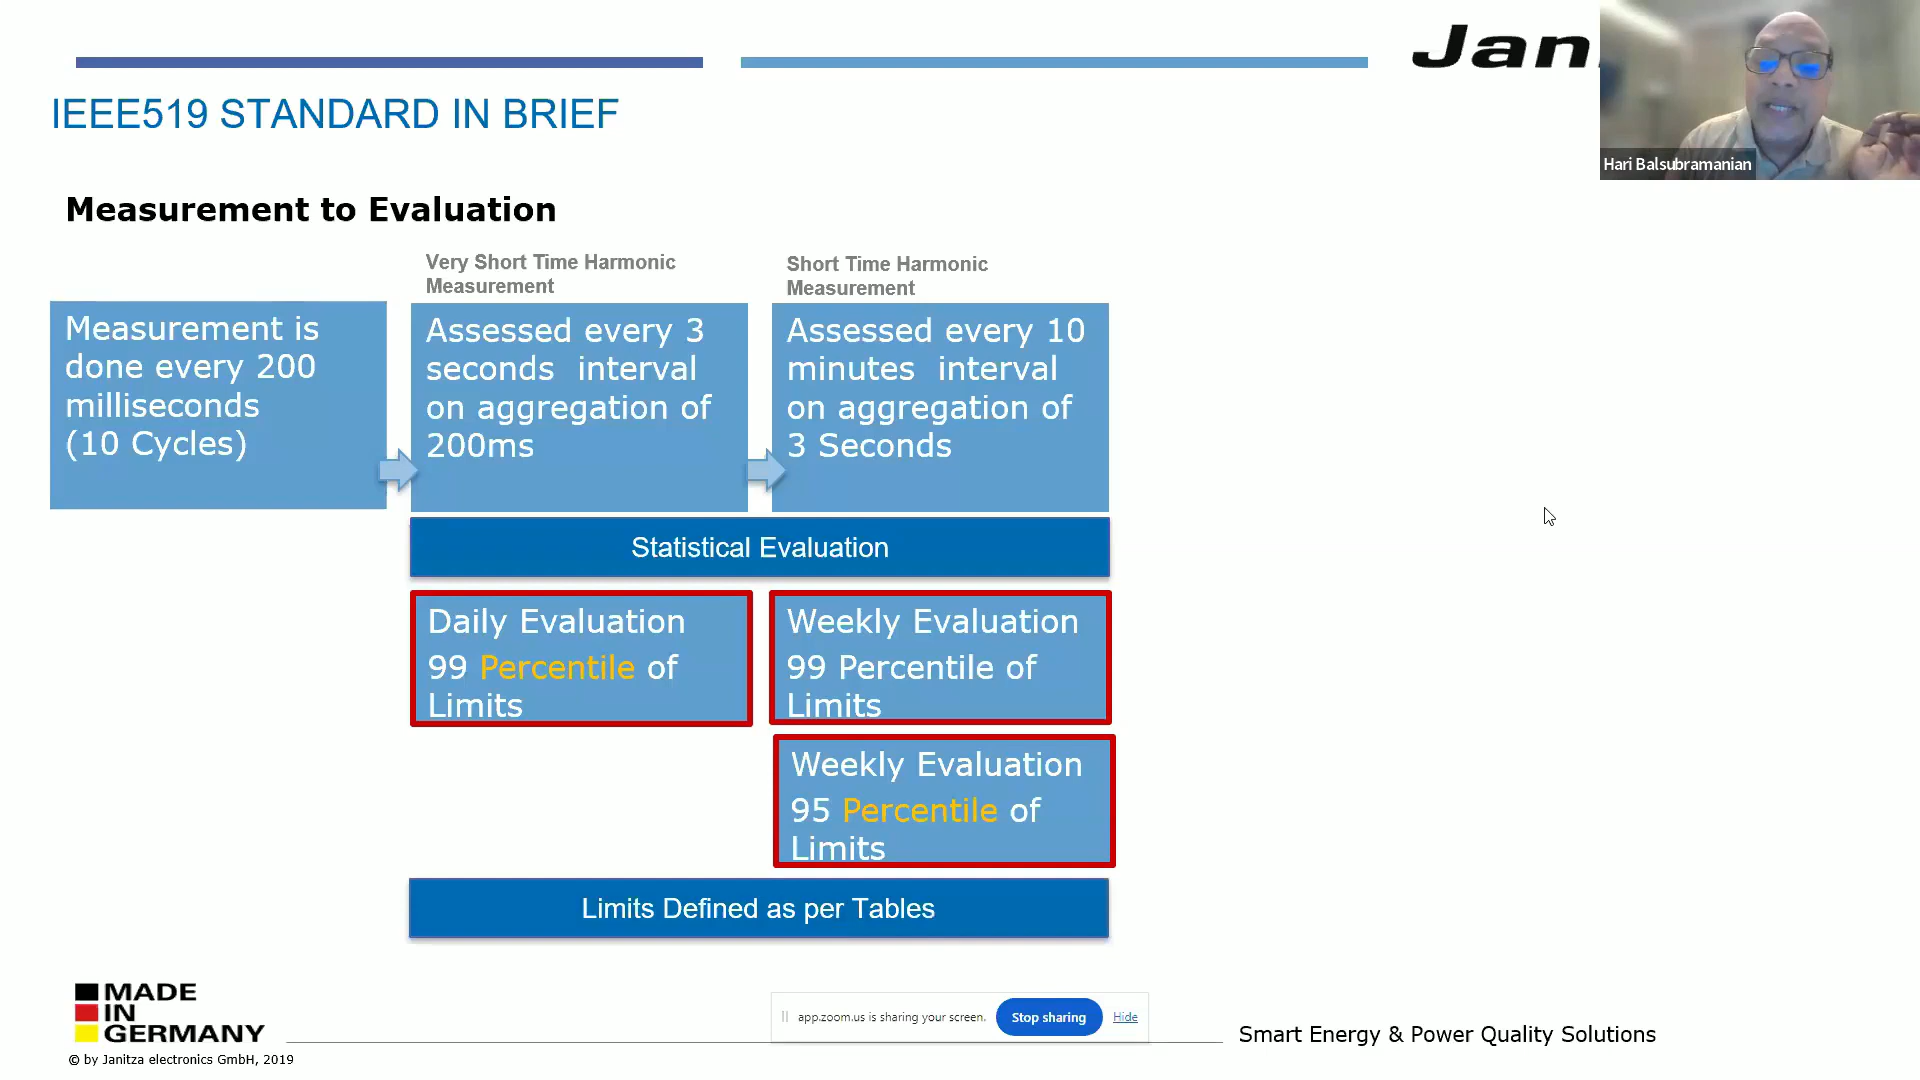 Jan
Hari Balsubramanian
IEEE519 STANDARD IN BRIEF
Measurement to Evaluation
Very Short Time Harmonic
Measurement
Short Time Harmonic
Measurement
Measurement is
done every 200
milliseconds
(10 Cycles)
Assessed every 3
seconds interval
on aggregation of
200ms
Assessed every 10
minutes interval
on aggregation of
3 Seconds
Statistical Evaluation
Daily Evaluation
99 Percentile of
Limits
Weekly Evaluation
99 Percentile of
Limits
Weekly Evaluation
95 Percentile of
Limits
Limits Defined as per Tables
MADE
IN
GERMANY
© by Janitza electronics GmbH, 2019
app.zoom.us is sharing your screen.
Stop sharing
Hide
Smart Energy & Power Quality Solutions